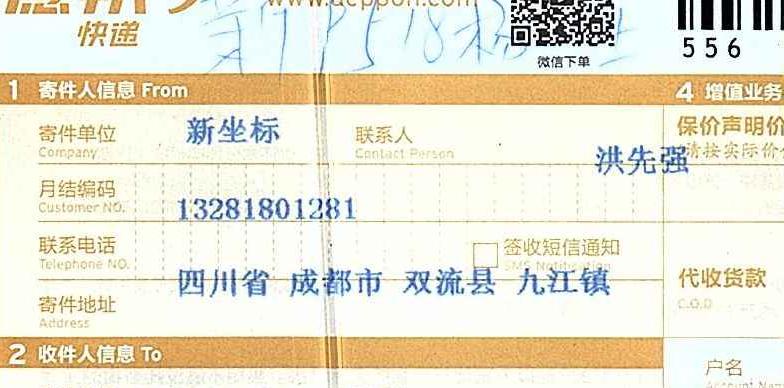 快递
www.deppon.com
微信下单
556
1 寄件人信息 From
4 增值业务
寄件单位 新坐标 联系人 洪先强
Company Contact Person
保价声明价
请按实际价
月结编码
Customer NO.
13281801281
联系电话 签收短信通知
Telephone NO. SMS Notification
四川省 成都市 双流县 九江镇
寄件地址
Address
代收货款
C.O.D
2 收件人信息 To
户名
Account Name